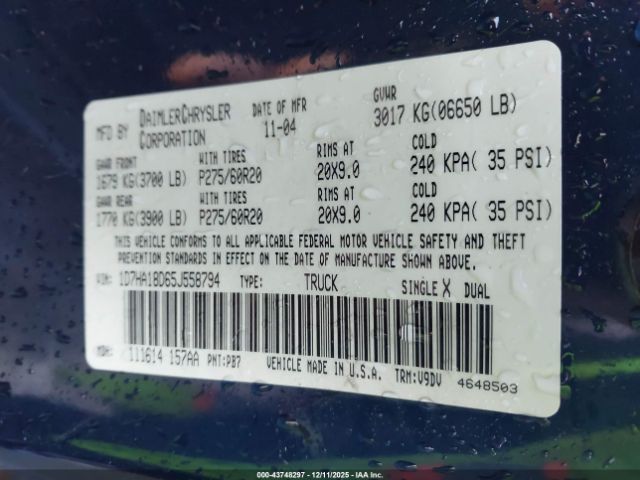 MFD BY DAIMLERCHRYSLER CORPORATION DATE OF MFR 11-04 GVWR 3017 KG(06650 LB)
GAWR FRONT WITH TIRES RIMS AT COLD
1679 KG(3700 LB) P275/60R20 20X9.0 240 KPA( 35 PSI)
GAWR REAR WITH TIRES RIMS AT COLD
1770 KG(3900 LB) P275/60R20 20X9.0 240 KPA( 35 PSI)
THIS VEHICLE CONFORMS TO ALL APPLICABLE FEDERAL MOTOR VEHICLE SAFETY AND THEFT
PREVENTION STANDARDS IN EFFECT ON THE DATE OF MANUFACTURE SHOWN ABOVE.
VIN: 1D7HA18D65J558794 TYPE: TRUCK SINGLE X DUAL
MDH: 111614 157AA PNT:PB7 VEHICLE MADE IN U.S.A. TRM:V9DV 4648503
000-43748297 - 12/11/2025 - IAAI.COM